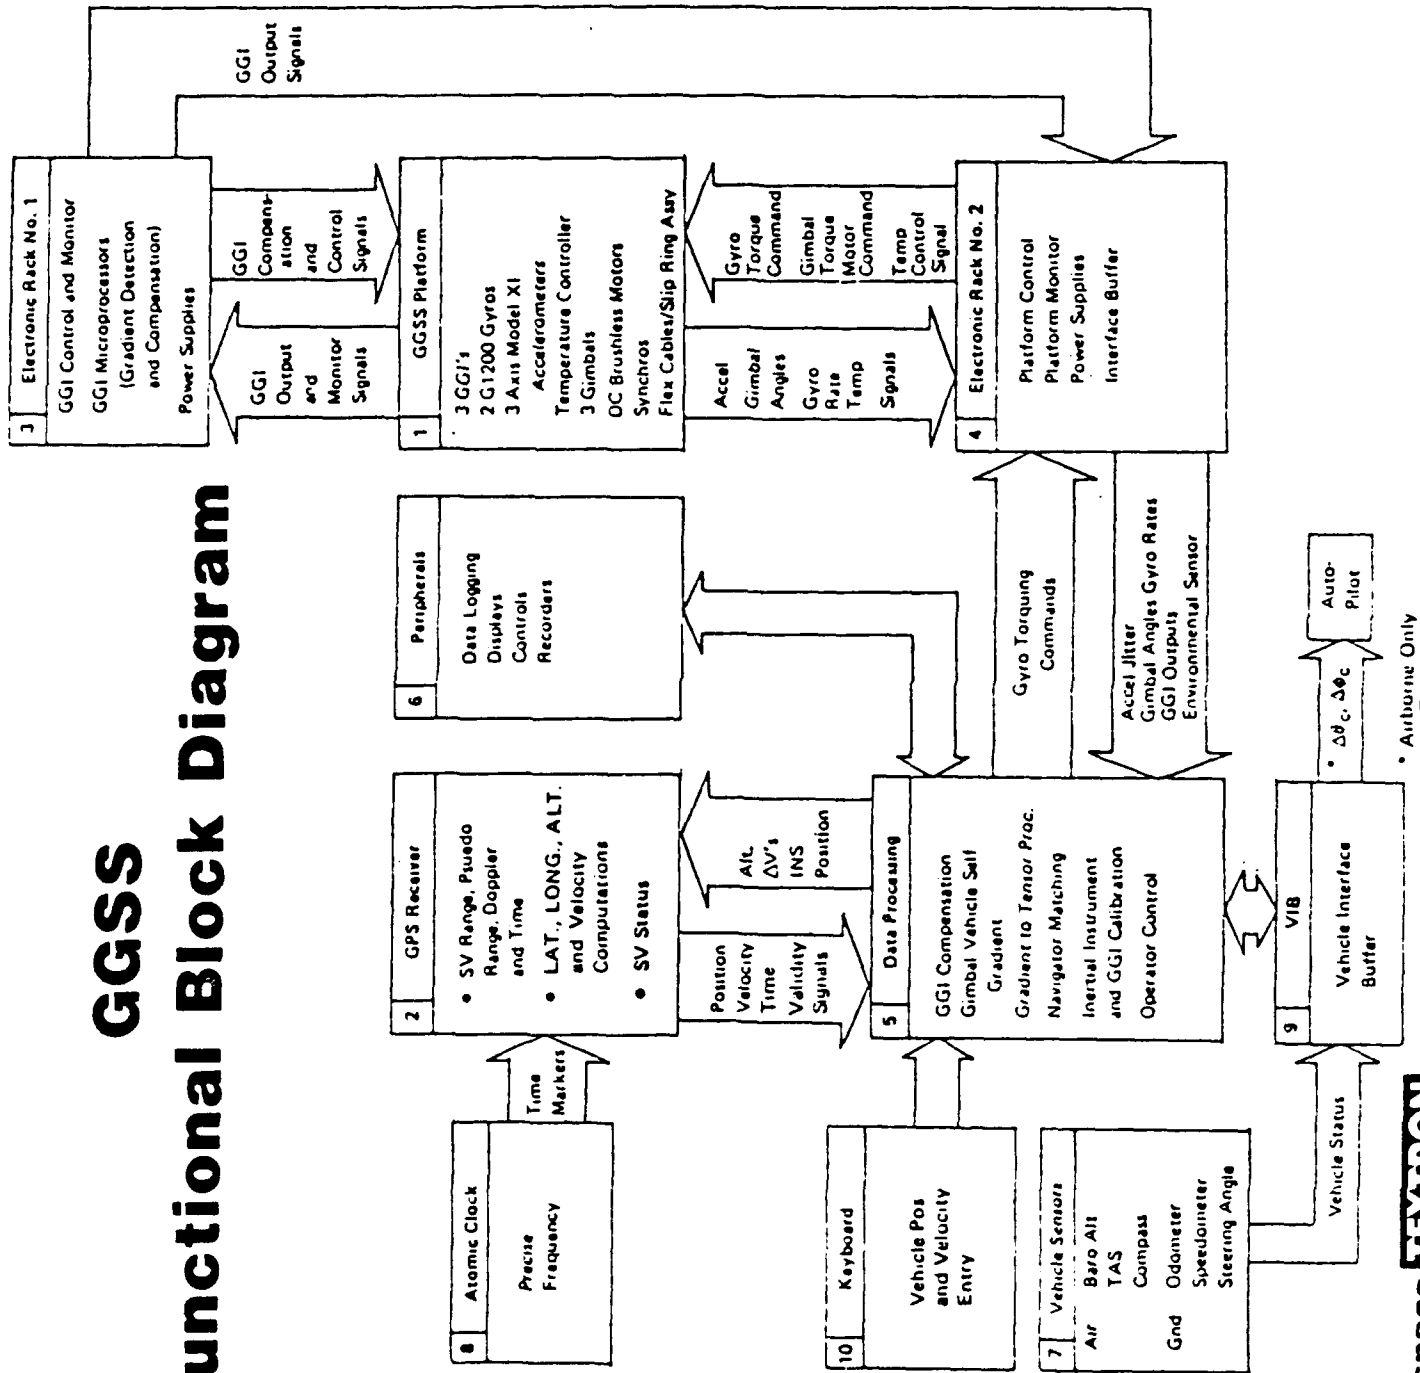 GGSS
unctional Block Diagram
3 Electronic Rack No. 1
GGI Control and Monitor
GGI Microprocessors
(Gradient Detection
and Compensation)
Power Supplies
GGI
Output
Signals
GGI
Output
and
Monitor
Signals
GGI
Compens-
ation
and
Control
Signals
1 GGSS Platform
3 GGI's
2 G1200 Gyros
3 Axis Model XI
Accelerometers
Temperature Controller
3 Gimbals
DC Brushless Motors
Synchros
Flex Cables/Slip Ring Assy
Accel
Gimbal
Angles
Gyro
Rate
Temp
Signals
Gyro
Torque
Command
Gimbal
Torque
Motor
Command
Temp
Control
Signal
4 Electronic Rack No. 2
Platform Control
Platform Monitor
Power Supplies
Interface Buffer
6 Peripherals
Data Logging
Displays
Controls
Recorders
2 GPS Receiver
• SV Range, Psuedo
Range, Doppler
and Time
• LAT., LONG., ALT.
and Velocity
Computations
• SV Status
8 Atomic Clock
Precise
Frequency
Time
Markers
Position
Velocity
Time
Validity
Signals
Alt.
ΔV's
INS
Position
5 Data Processing
GGI Compensation
Gimbal Vehicle Self
Gradient
Gradient to Tensor Proc.
Navigator Matching
Inertial Instrument
and GGI Calibration
Operator Control
Gyro Torquing
Commands
Accel Jitter
Gimbal Angles Gyro Rates
GGI Outputs
Environmental Sensor
10 Keyboard
Vehicle Pos
and Velocity
Entry
7 Vehicle Sensors
Air Baro Alt
TAS
Compass
Gnd Odometer
Speedometer
Steering Angle
Vehicle Status
9 VIB
Vehicle Interface
Buffer
Auto-
Pilot
* Airborne Only